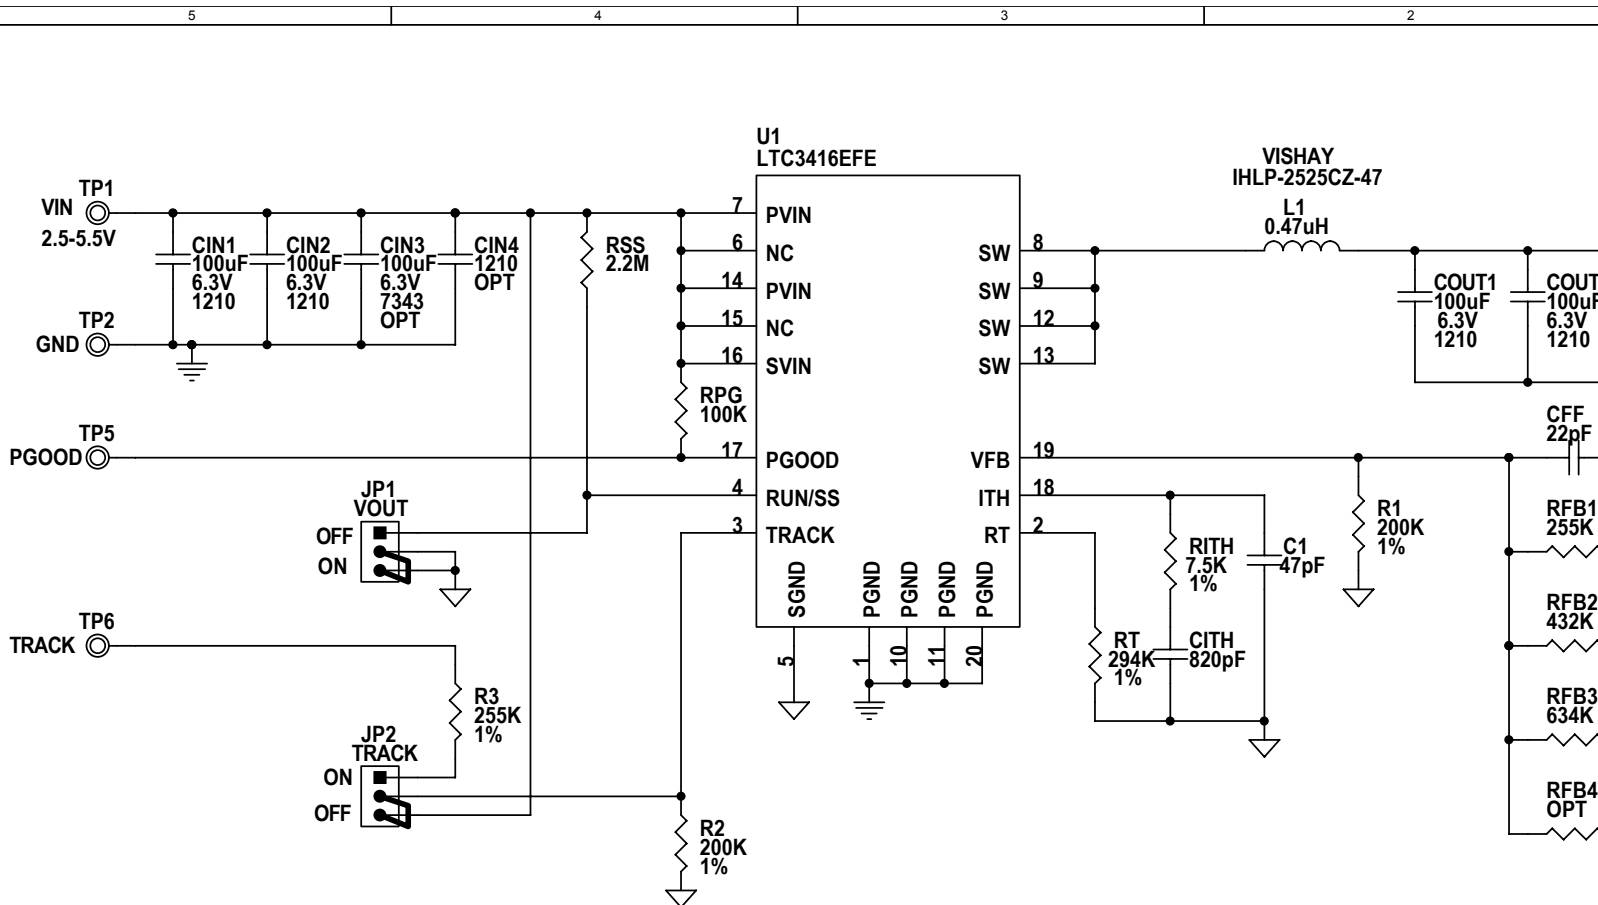 5
4
3
2
U1
LTC3416EFE
VISHAY
IHLP-2525CZ-47
L1
0.47uH
TP1
VIN
2.5-5.5V
CIN1
100uF
6.3V
1210
CIN2
100uF
6.3V
1210
CIN3
100uF
6.3V
7343
OPT
CIN4
1210
OPT
RSS
2.2M
TP2
GND
7
6
14
15
16
PVIN
NC
PVIN
NC
SVIN
SW
SW
SW
SW
8
9
12
13
COUT1
100uF
6.3V
1210
COUT
100uF
6.3V
1210
RPG
100K
TP5
PGOOD
17
4
3
PGOOD
RUN/SS
TRACK
VFB
ITH
RT
19
18
2
CFF
22pF
JP1
VOUT
OFF
ON
SGND
PGND
PGND
PGND
PGND
5
1
10
11
20
RITH
7.5K
1%
C1
47pF
R1
200K
1%
RFB1
255K
RFB2
432K
RFB3
634K
RFB4
OPT
TP6
TRACK
RT
294K
1%
CITH
820pF
R3
255K
1%
JP2
TRACK
ON
OFF
R2
200K
1%